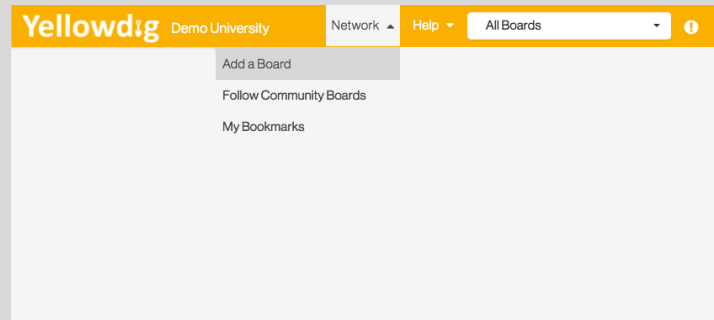 Yellowdig Demo University Network Help All Boards
Add a Board
Follow Community Boards
My Bookmarks